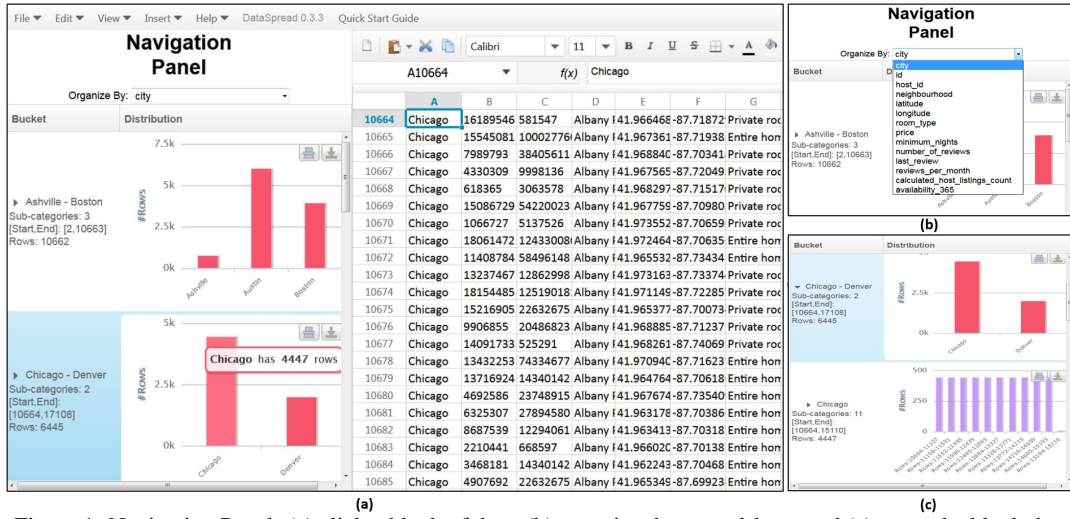 File Edit View Insert Help DataSpread 0.3.3 Quick Start Guide
Navigation
Panel
Organize By: city
Bucket Distribution
7.5k
5k
2.5k
0k
#Rows
Ashville - Boston
Sub-categories: 3
[Start,End]: [2,10663]
Rows: 10662
Ashville Austin Boston
5k
2.5k
0k
#Rows
Chicago has 4447 rows
Chicago - Denver
Sub-categories: 2
[Start,End]:
[10664,17108]
Rows: 6445
Chicago Denver
Calibri 11 B I U S A
A10664 f(x) Chicago
A B C D E F G
10664 Chicago 16189546 581547 Albany 41.966468 -87.71872 Private roo
10665 Chicago 15545081 10002776 Albany 41.967361 -87.71938 Entire hom
10666 Chicago 7989793 38405611 Albany 41.968840 -87.70341 Private roo
10667 Chicago 4330309 9998136 Albany 41.967565 -87.72049 Private roo
10668 Chicago 618365 3063578 Albany 41.968297 -87.71517 Private roo
10669 Chicago 15086729 54220023 Albany 41.967759 -87.70980 Private roo
10670 Chicago 1066727 5137526 Albany 41.973552 -87.70659 Private roo
10671 Chicago 18061472 12433008 Albany 41.972464 -87.70635 Entire hom
10672 Chicago 11408784 58496148 Albany 41.965532 -87.73434 Entire hom
10673 Chicago 13237467 12862998 Albany 41.973163 -87.73374 Private roo
10674 Chicago 18154485 12519018 Albany 41.971149 -87.72285 Private roo
10675 Chicago 15216905 22632675 Albany 41.965377 -87.70073 Private roo
10676 Chicago 9906855 20486823 Albany 41.968885 -87.71237 Private roo
10677 Chicago 14091733 525291 Albany 41.968261 -87.74069 Private roo
10678 Chicago 13432253 74334677 Albany 41.970940 -87.71623 Entire hom
10679 Chicago 13716924 14340142 Albany 41.964764 -87.70618 Entire hom
10680 Chicago 4692586 23748915 Albany 41.967674 -87.73540 Entire hom
10681 Chicago 6325307 27894580 Albany 41.963178 -87.70386 Entire hom
10682 Chicago 8687539 12294061 Albany 41.963413 -87.70318 Entire hom
10683 Chicago 2210441 668597 Albany 41.966020 -87.70138 Entire hom
10684 Chicago 3468181 14340142 Albany 41.962243 -87.70468 Entire hom
10685 Chicago 4907692 22632675 Albany 41.965349 -87.69923 Entire hom
(a)
Navigation
Panel
Organize By: city
Bucket D
city
id
host_id
neighbourhood
latitude
longitude
room_type
price
minimum_nights
number_of_reviews
last_review
reviews_per_month
calculated_host_listings_count
availability_365
Ashville - Boston
Sub-categories: 3
[Start,End]: [2,10663]
Rows: 10662
Ashville Austin Boston
(b)
Bucket Distribution
2.5k
0k
#Rows
Chicago - Denver
Sub-categories: 2
[Start,End]:
[10664,17108]
Rows: 6445
Chicago Denver
500
250
0
#Rows
Chicago
Sub-categories: 11
[Start,End]:
[10664,15110]
Rows: 4447
(c)